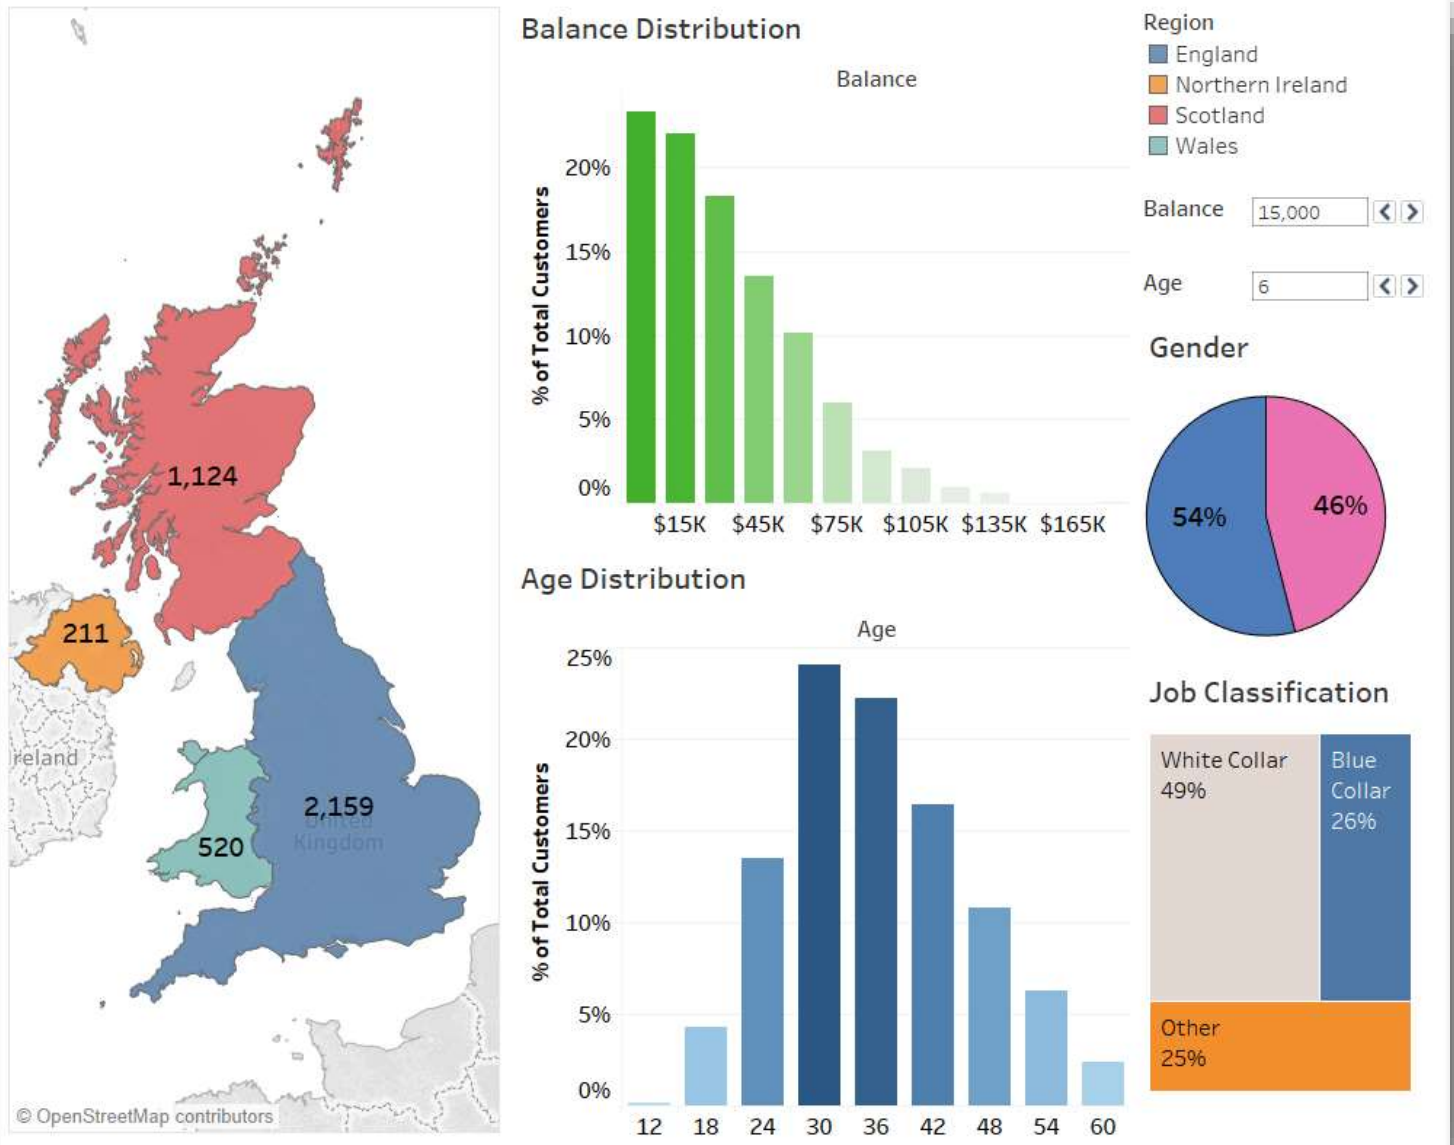 1,124
211
reland
2,159
United
Kingdom
520
© OpenStreetMap contributors
Balance Distribution
Balance
% of Total Customers
20%
15%
10%
5%
0%
$15K $45K $75K $105K $135K $165K
Age Distribution
Age
% of Total Customers
25%
20%
15%
10%
5%
0%
12 18 24 30 36 42 48 54 60
Region
England
Northern Ireland
Scotland
Wales
Balance 15,000
Age 6
Gender
54% 46%
Job Classification
White Collar
49%
Blue
Collar
26%
Other
25%